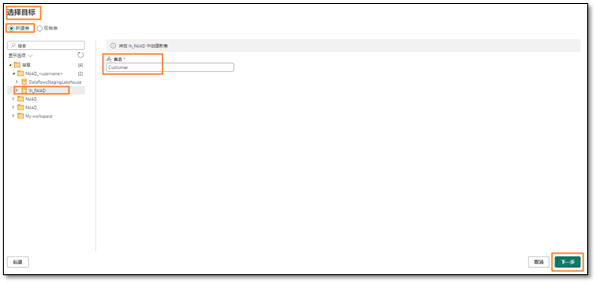 选择目标
新建表 现有表
搜索
显示选项
将在 lh_FAIAD 中创建新表
湖屋 [4]
FAIAD_<username> [2]
DataflowsStagingLakehouse
lh_FAIAD
FAIAD
FAIAD
My workspace
表名 *
Customer
后退
取消
下一步